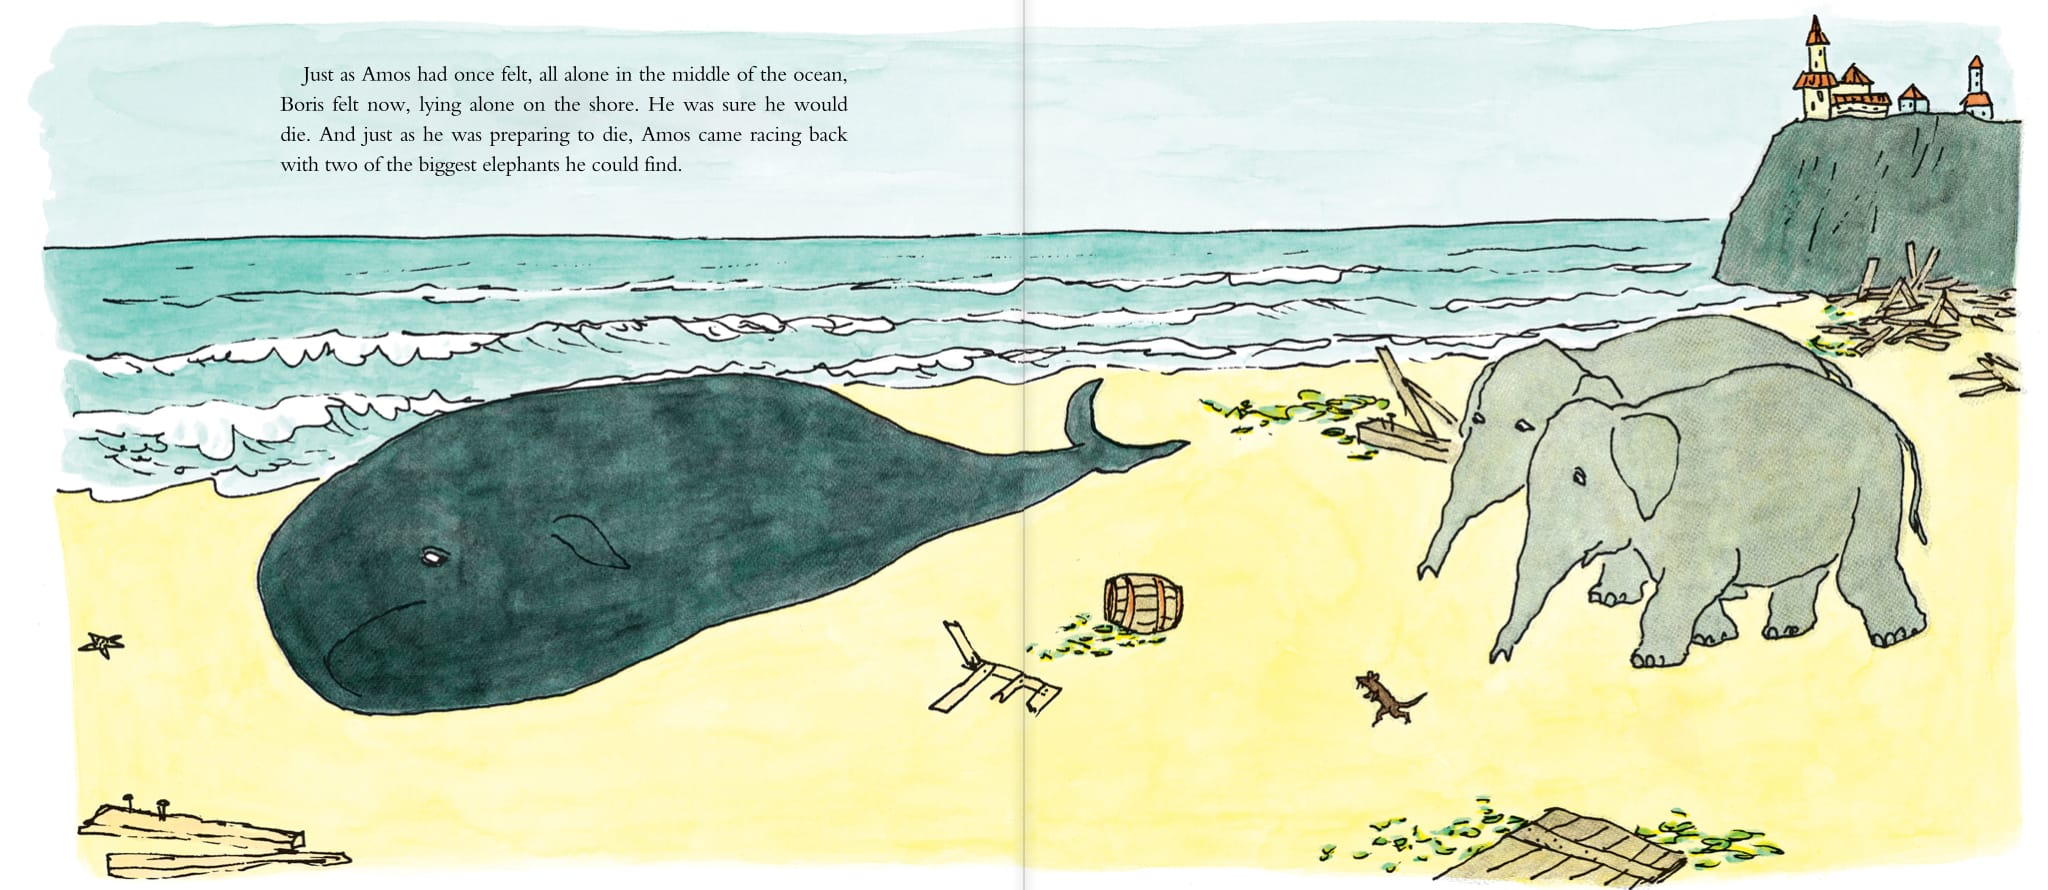 Just as Amos had once felt, all alone in the middle of the ocean,
Boris felt now, lying alone on the shore. He was sure he would
die. And just as he was preparing to die, Amos came racing back
with two of the biggest elephants he could find.